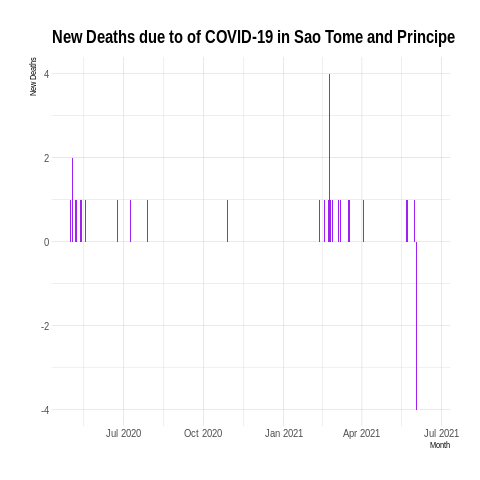 New Deaths due to of COVID-19 in Sao Tome and Principe
New Deaths
4
2
0
-2
-4
Jul 2020
Oct 2020
Jan 2021
Apr 2021
Jul 2021
Month